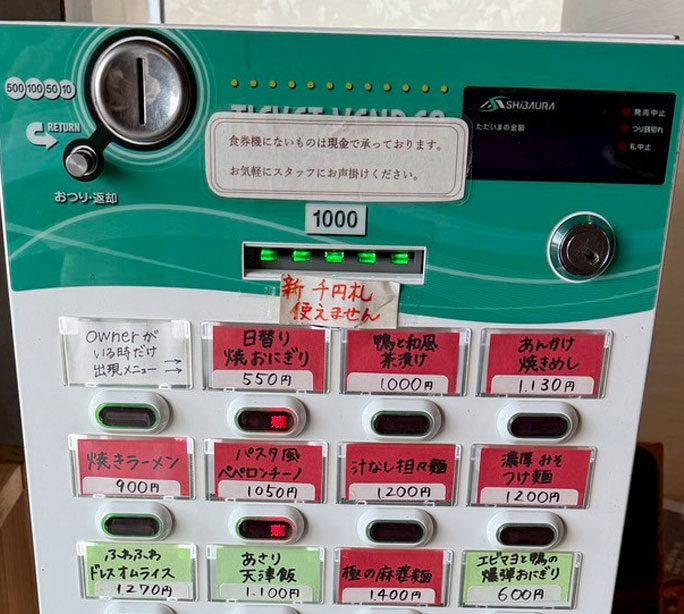 500 100 50 10
RETURN
おつり・返却
TICKET VEND
食券機にないものは現金で承っております。
お気軽にスタッフにお声掛けください。
SHiBAURA
ただいまの金額
発売中止
つり銭切れ
札中止
1000
新 千円札
使えません
ownerが
いる時だけ
出現メニュー→
日替り
焼おにぎり
550円
鴨と和風
茶漬け
1000円
あんかけ
焼きめし
1.130円
焼きラーメン
900円
パスタ風
ペペロンチーノ
1050円
汁なし担々麺
1200円
濃厚みそ
つけ麺
1200円
ふわふわ
ドレスオムライス
1270円
あさり
天津飯
1.100円
極の麻婆麺
1.400円
エビマヨと鴨の
爆弾おにぎり
600円